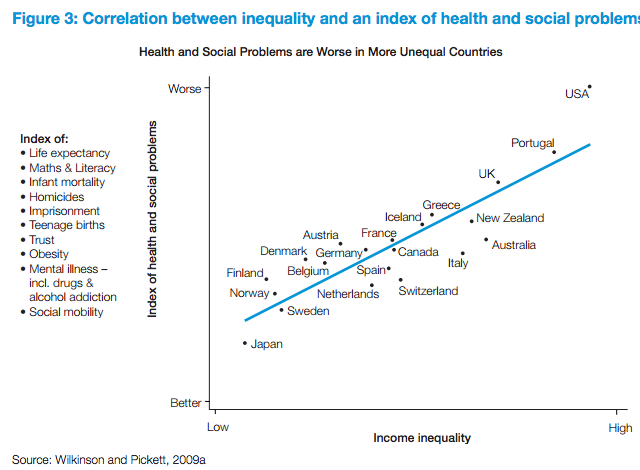 Figure 3: Correlation between inequality and an index of health and social problems
Health and Social Problems are Worse in More Unequal Countries
Index of:
• Life expectancy
• Maths & Literacy
• Infant mortality
• Homicides
• Imprisonment
• Teenage births
• Trust
• Obesity
• Mental illness –
incl. drugs &
alcohol addiction
• Social mobility
Index of health and social problems
Worse
Better
USA
Portugal
UK
Greece
Iceland
New Zealand
France
Austria
Australia
Denmark
Germany
Canada
Italy
Belgium
Spain
Finland
Norway
Netherlands
Switzerland
Sweden
Japan
Low
High
Income inequality
Source: Wilkinson and Pickett, 2009a